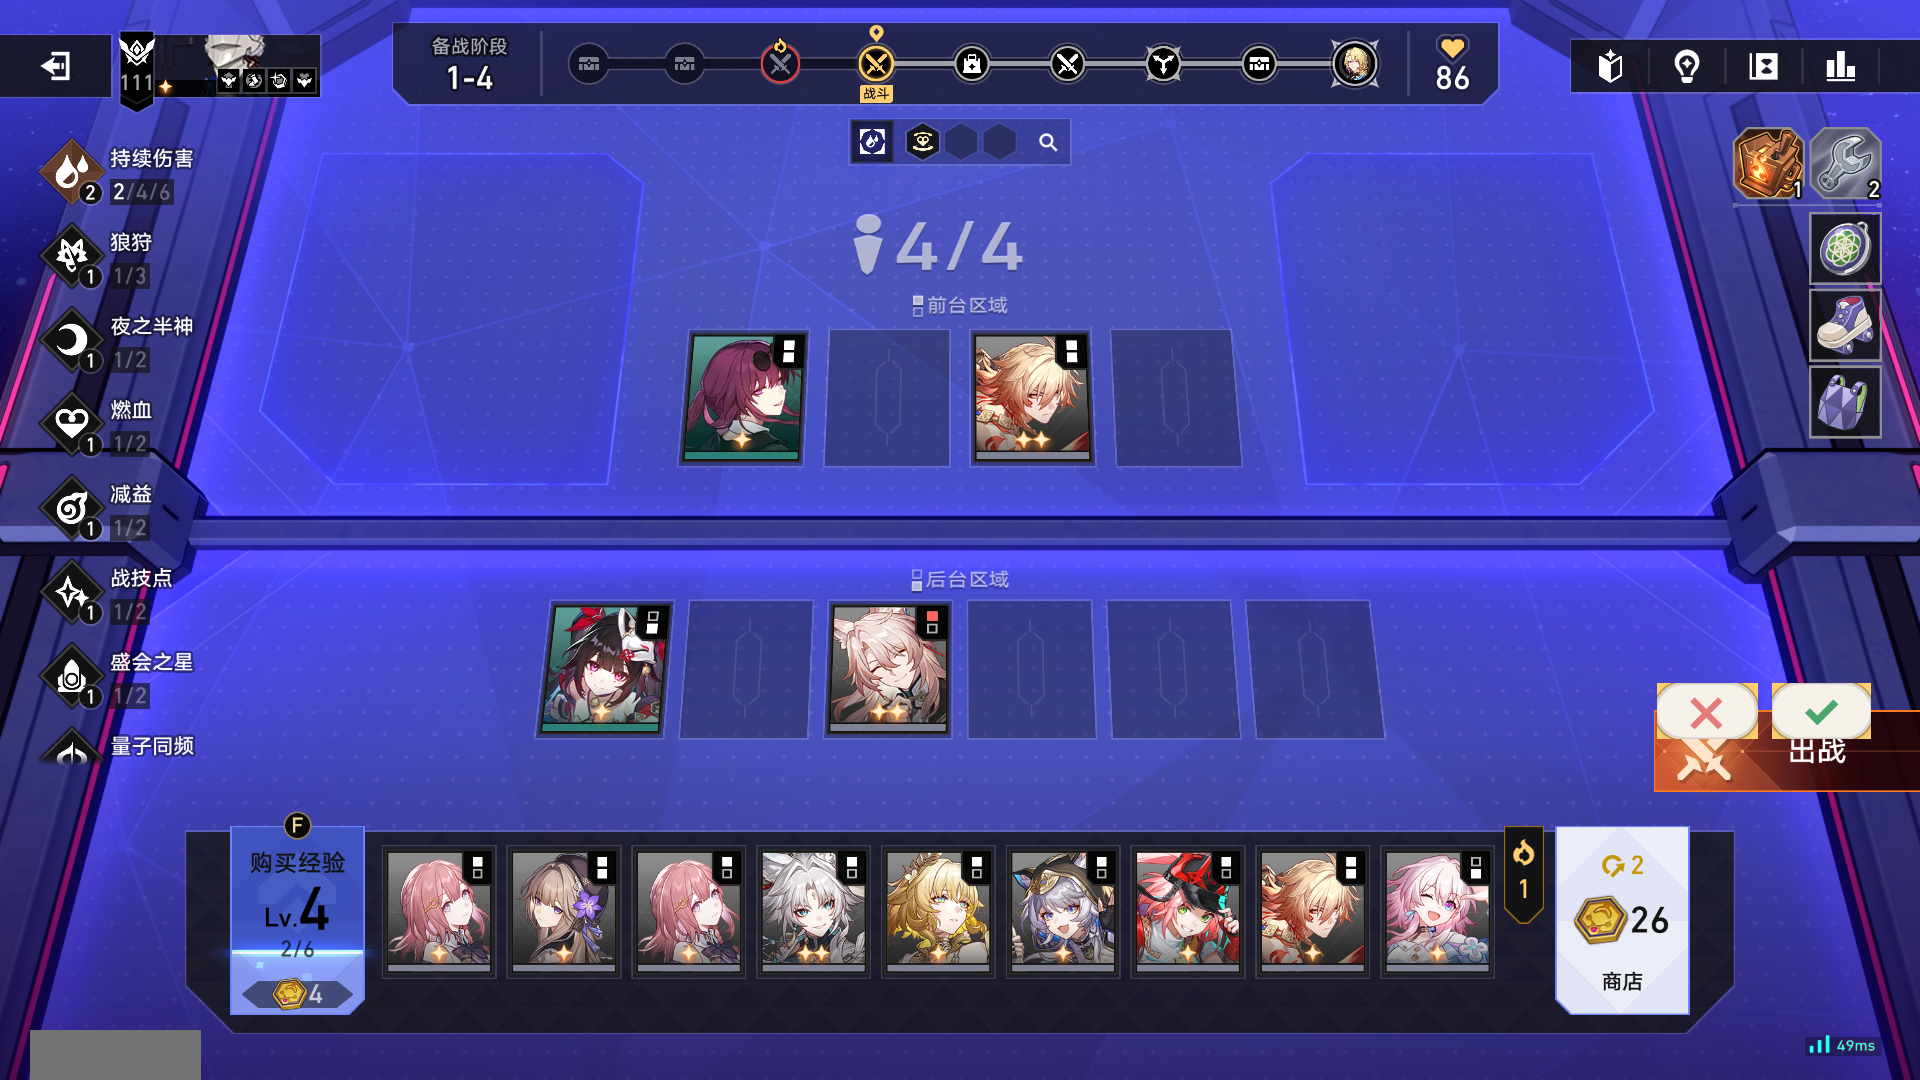 111
备战阶段
1-4
战斗
86
持续伤害
2
2/4/6
狼狩
1
1/3
夜之半神
1
1/2
燃血
1
1/2
减益
1
1/2
战技点
1
1/2
盛会之星
1
1/2
量子同频
4/4
前台区域
后台区域
1
2
出战
F
购买经验
Lv.4
2/6
4
1
2
26
商店
49ms